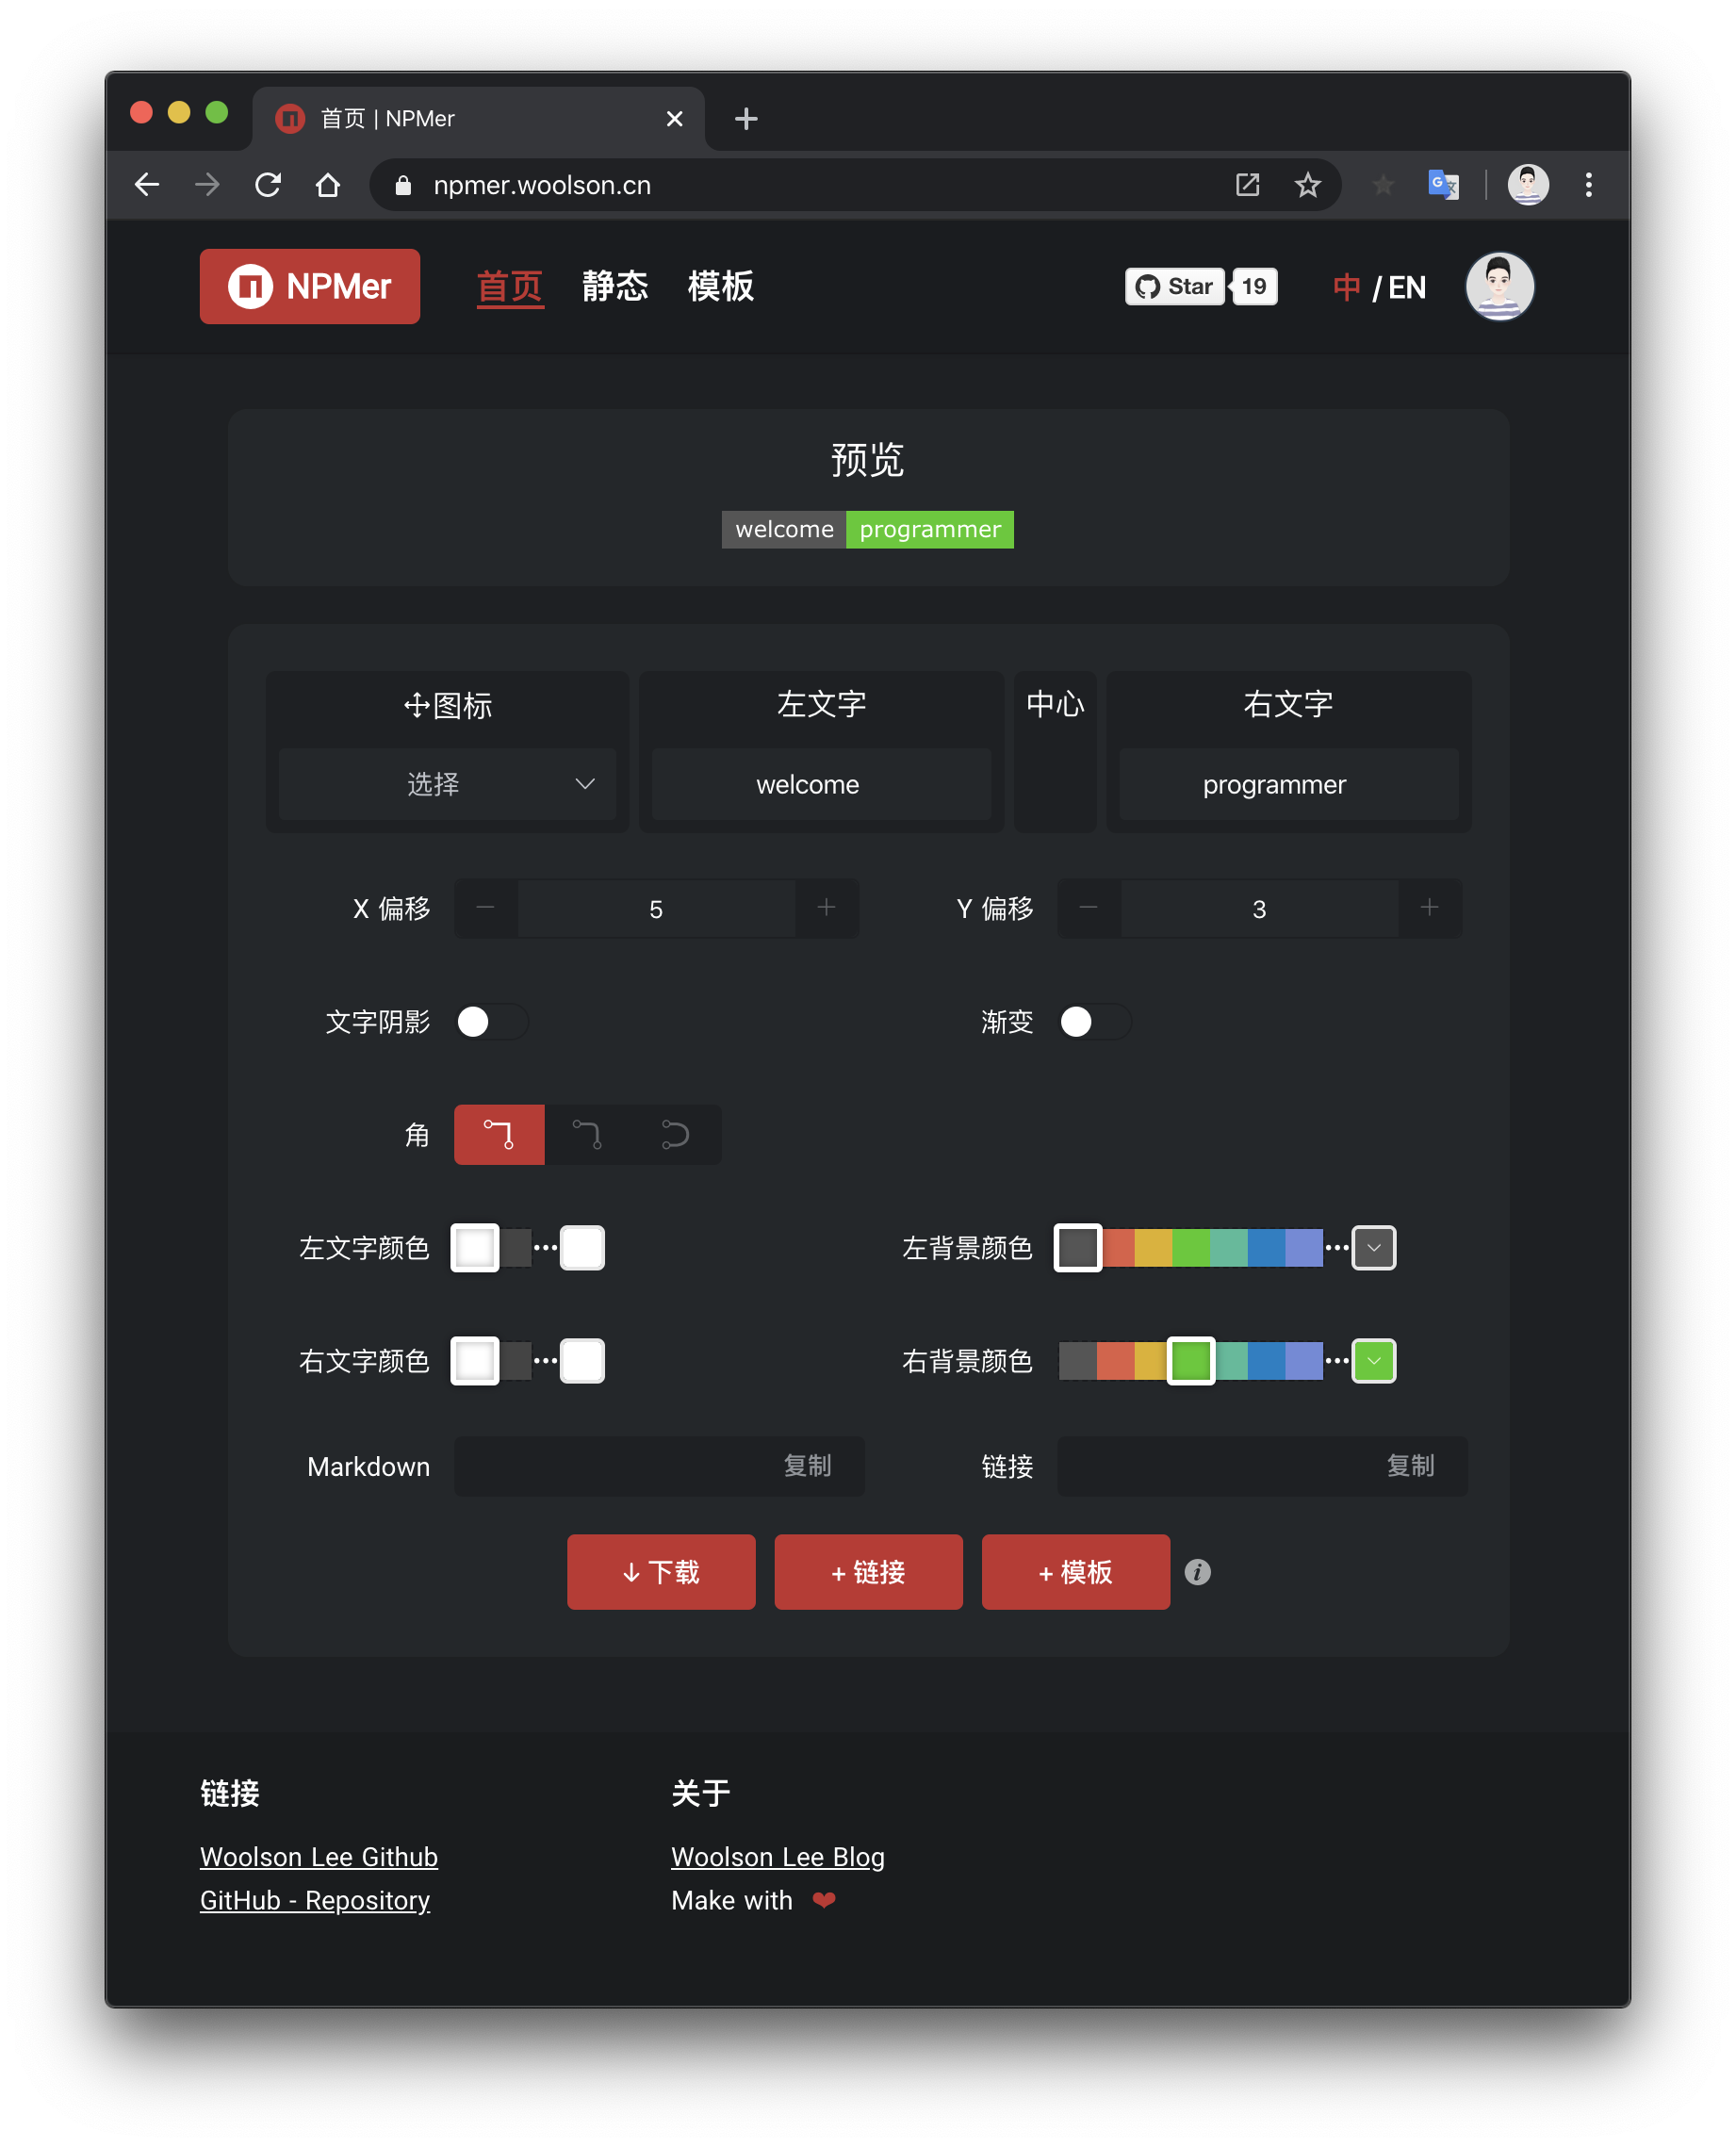 首页 | NPMer
npmer.woolson.cn
NPMer 首页 静态 模板 Star 19 中 / EN
预览
welcome programmer
图标 左文字 中心 右文字
选择 welcome programmer
X 偏移 5 Y 偏移 3
文字阴影 渐变
角
左文字颜色 左背景颜色
右文字颜色 右背景颜色
Markdown 复制 链接 复制
↓ 下载 + 链接 + 模板
链接 关于
Woolson Lee Github Woolson Lee Blog
GitHub - Repository Make with ❤